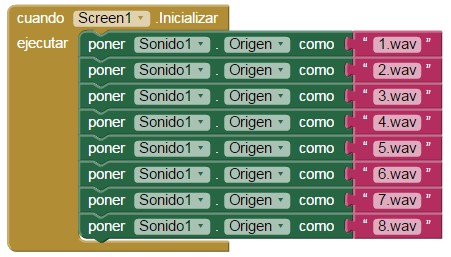 cuando Screen1 .Inicializar
ejecutar poner Sonido1 . Origen como " 1.wav "
poner Sonido1 . Origen como " 2.wav "
poner Sonido1 . Origen como " 3.wav "
poner Sonido1 . Origen como " 4.wav "
poner Sonido1 . Origen como " 5.wav "
poner Sonido1 . Origen como " 6.wav "
poner Sonido1 . Origen como " 7.wav "
poner Sonido1 . Origen como " 8.wav "